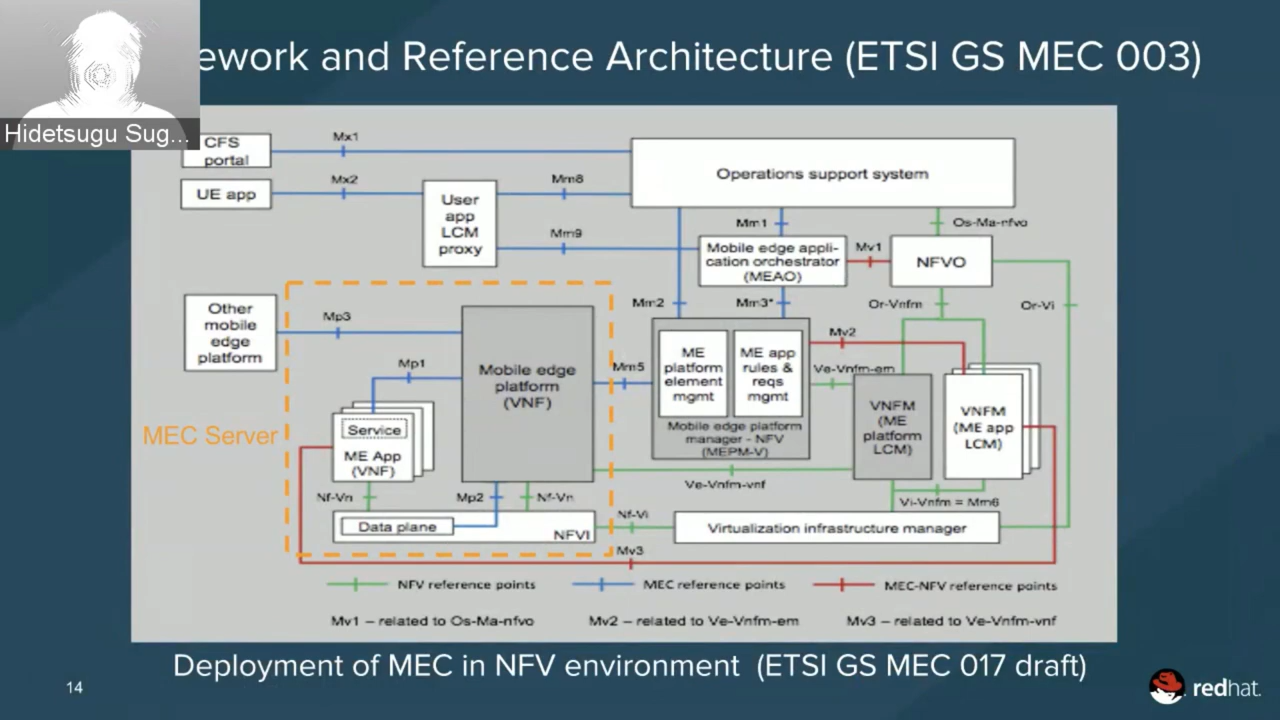 ework and Reference Architecture (ETSI GS MEC 003)
Hidetsugu Sug...
CFS
portal
Mx1
Operations support system
UE app
Mx2
User
app
LCM
proxy
Mm8
Mm9
Mm1
Os-Ma-nfvo
Mobile edge appli-
cation orchestrator
(MEAO)
Mv1
NFVO
Other
mobile
edge
platform
Mp3
Mm2
Mm3*
Or-Vnfm
Or-Vi
Mp1
Mobile edge
platform
(VNF)
Mm5
ME
platform
element
mgmt
ME app
rules &
reqs
mgmt
Mobile edge platform
manager - NFV
(MEPM-V)
Mv2
Ve-Vnfm-em
VNFM
(ME
platform
LCM)
VNFM
(ME app
LCM)
MEC Server
Service
ME App
(VNF)
Ve-Vnfm-vnf
Nf-Vn
Mp2
Nf-Vn
Vi-Vnfm = Mm6
Data plane
NFVI
Nf-Vi
Virtualization infrastructure manager
Mv3
NFV reference points
MEC reference points
MEC-NFV reference points
Mv1 – related to Os-Ma-nfvo
Mv2 – related to Ve-Vnfm-em
Mv3 – related to Ve-Vnfm-vnf
Deployment of MEC in NFV environment (ETSI GS MEC 017 draft)
14
redhat.